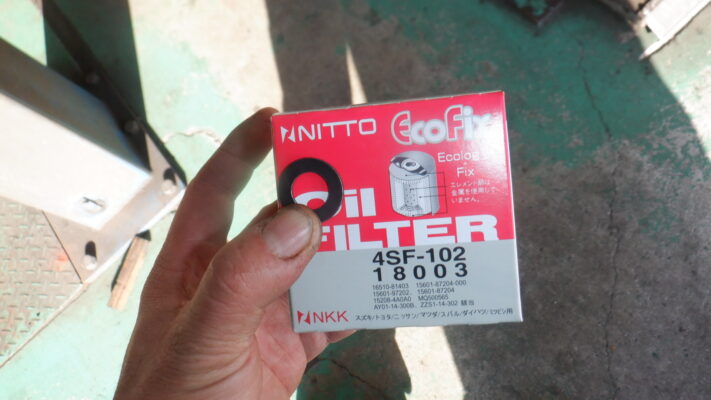 NITTO EcoFix
Ecology
Fix
エレメント部は
金属を使用して
いません。
Oil
FILTER
4SF-102
18003
16510-81403 15601-87204-000
15601-97202、 15601-87204
15208-4A0A0 MQ500565
AY01-14-300B、 ZZS1-14-302 該当
NKK スズキ/トヨタ/ニッサン/マツダ/スバル/ダイハツ/ミツビシ用